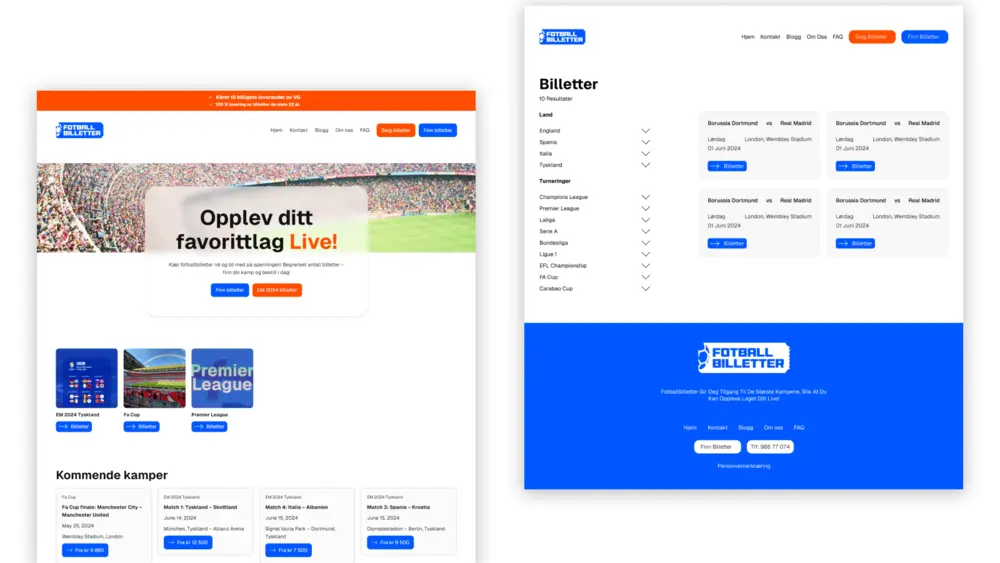 ✓ Kåret til billigste leverandør av VG
✓ 100 % levering av billetter de siste 20 år.
FOTBALL
BILLETTER
Hjem Kontakt Blogg Om oss FAQ Selg billetter Finn billetter
Opplev ditt
favorittlag Live!
Kjøp fotballbilletter nå og bli med på spenningen! Begrenset antall billetter –
finn din kamp og bestill i dag!
Finn billetter EM 2024 billetter
Premier
League
EM 2024 Tyskland Fa Cup Premier League
→ Billetter → Billetter → Billetter
Kommende kamper
Fa Cup
Fa Cup finale: Manchester City –
Manchester United
May 25, 2024
Wembley Stadium, London
→ Fra kr 9 890
EM 2024 Tyskland
Match 1: Tyskland – Skottland
June 14, 2024
München, Tyskland – Allianz Arena
→ Fra kr 12 500
EM 2024 Tyskland
Match 4: Italia – Albanien
June 15, 2024
Signal Iduna Park – Dortmund,
Tyskland
→ Fra kr 7 500
EM 2024 Tyskland
Match 3: Spania – Kroatia
June 15, 2024
Olympiastadion – Berlin, Tyskland
→ Fra kr 8 500
FOTBALL
BILLETTER
Hjem Kontakt Blogg Om Oss FAQ Selg Billetter Finn Billetter
Billetter
10 Resultater
Land
England
Spania
Italia
Tyskland
Turneringer
Champions League
Premier League
Laliga
Serie A
Bundesliga
Ligue 1
EFL Championship
FA Cup
Carabao Cup
Borussia Dortmund vs Real Madrid
Lørdag London, Wembley Stadium
01 Juni 2024
→ Billetter
Borussia Dortmund vs Real Madrid
Lørdag London, Wembley Stadium
01 Juni 2024
→ Billetter
Borussia Dortmund vs Real Madrid
Lørdag London, Wembley Stadium
01 Juni 2024
→ Billetter
Borussia Dortmund vs Real Madrid
Lørdag London, Wembley Stadium
01 Juni 2024
→ Billetter
FOTBALL
BILLETTER
Fotballbilletter Gir Deg Tilgang Til De Største Kampene, Slik At Du
Kan Oppleve Laget Ditt Live!
Hjem Kontakt Blogg Om oss FAQ
Finn Billetter Tlf: 986 77 074
Personvernerklæring